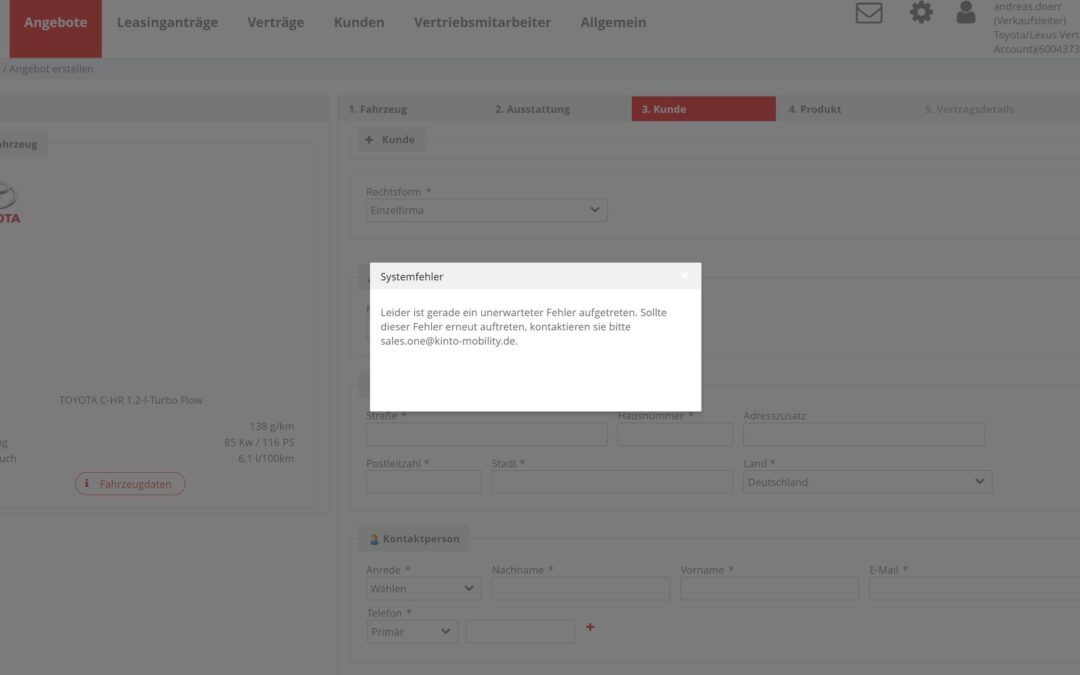 Angebote Leasinganträge Verträge Kunden Vertriebsmitarbeiter Allgemein
andreas.doerr
(Verkaufsleiter)
Toyota/Lexus Vert
Account)(6004373
/ Angebot erstellen
1. Fahrzeug 2. Ausstattung 3. Kunde 4. Produkt 5. Vertragsdetails
Kunde
hrzeug
Rechtsform *
Einzelfirma
OTA
Systemfehler
Leider ist gerade ein unerwarteter Fehler aufgetreten. Sollte
dieser Fehler erneut auftreten, kontaktieren sie bitte
sales.one@kinto-mobility.de.
TOYOTA C-HR 1.2-l-Turbo Flow
138 g/km
ng 85 Kw / 116 PS
uch 6,1 l/100km
Fahrzeugdaten
Straße * Hausnummer * Adresszusatz
Postleitzahl * Stadt * Land *
Deutschland
Kontaktperson
Anrede * Nachname * Vorname * E-Mail *
Wählen
Telefon *
Primär